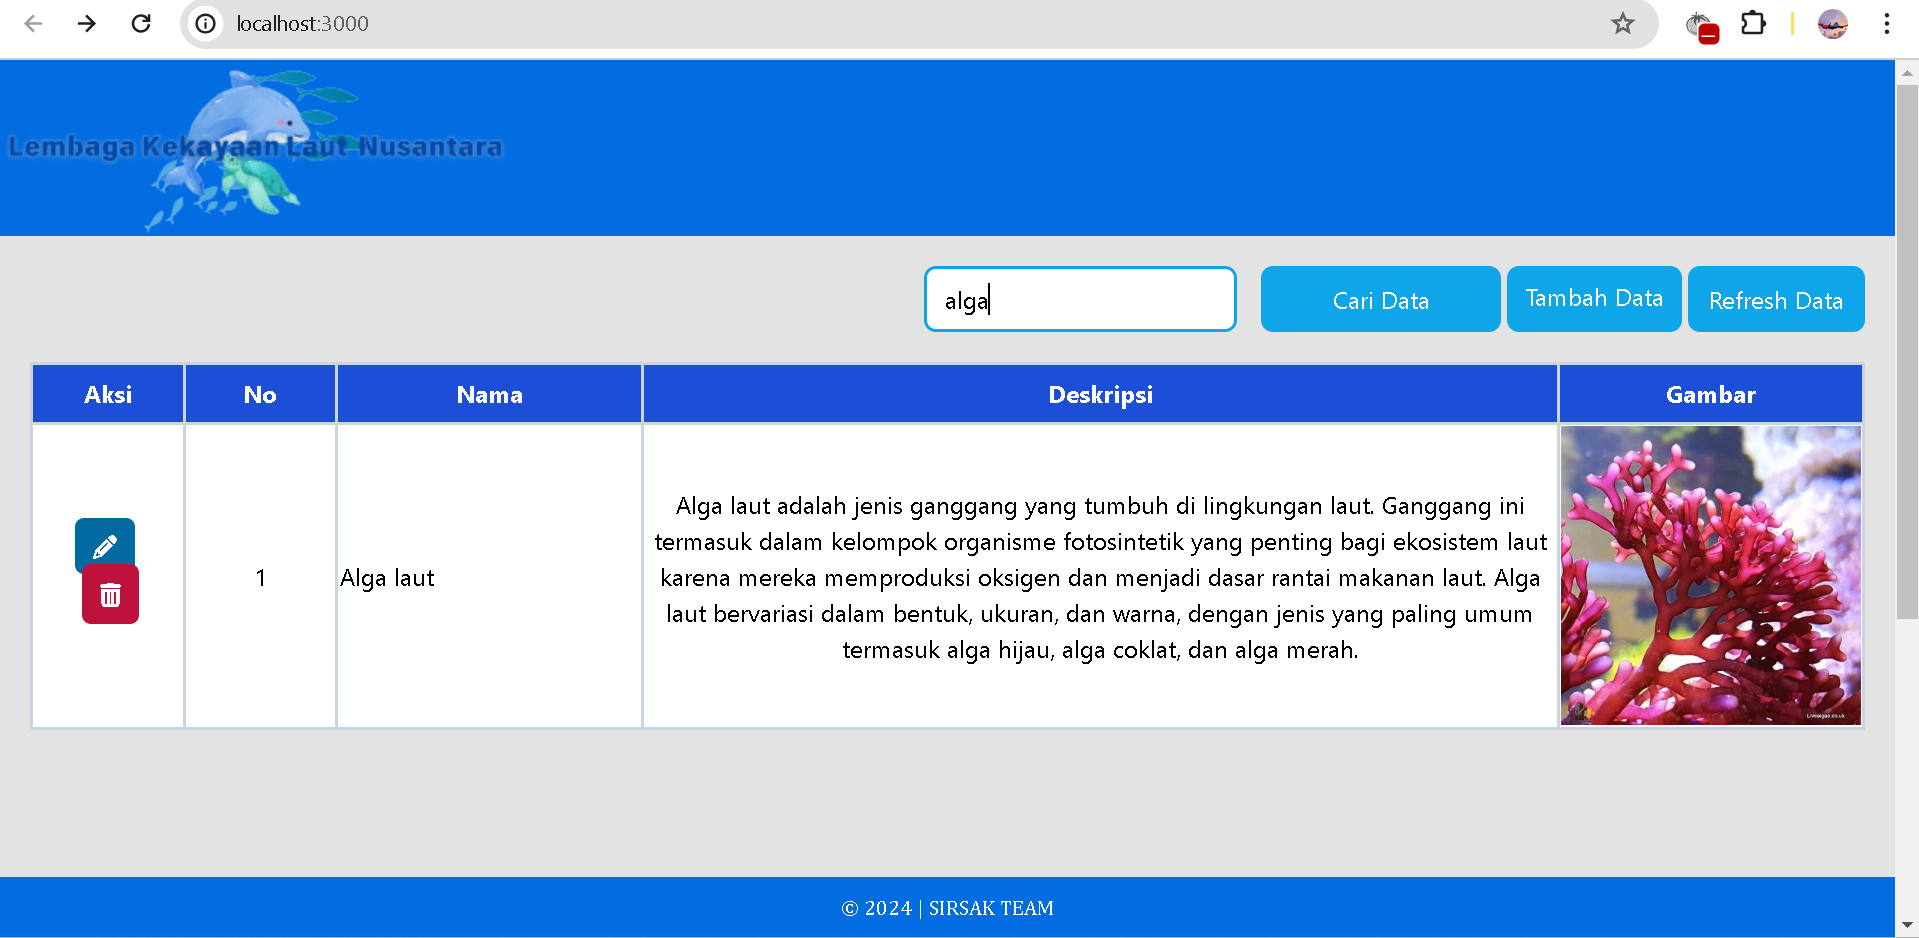 localhost:3000
Lembaga Kekayaan Laut Nusantara
alga
Cari Data
Tambah Data
Refresh Data
Aksi
No
Nama
Deskripsi
Gambar
1
Alga laut
Alga laut adalah jenis ganggang yang tumbuh di lingkungan laut. Ganggang ini
termasuk dalam kelompok organisme fotosintetik yang penting bagi ekosistem laut
karena mereka memproduksi oksigen dan menjadi dasar rantai makanan laut. Alga
laut bervariasi dalam bentuk, ukuran, dan warna, dengan jenis yang paling umum
termasuk alga hijau, alga coklat, dan alga merah.
Livealgae.co.uk
© 2024 | SIRSAK TEAM